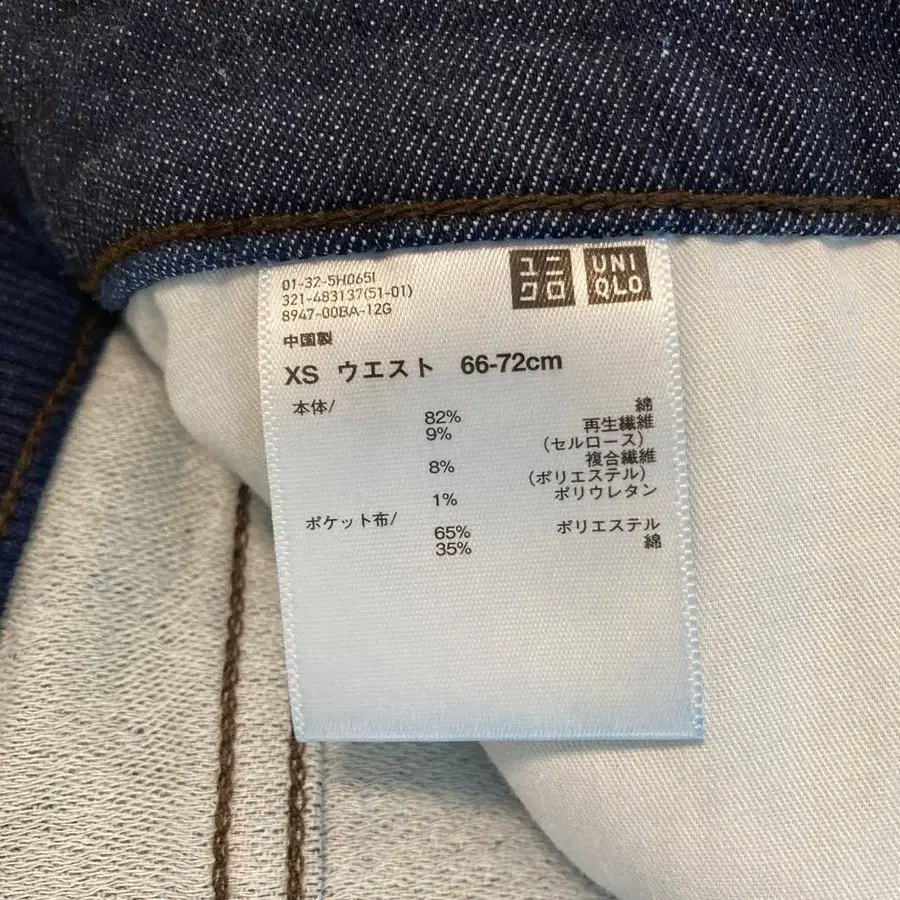 ユニクロ UNIQLO
01-32-5H065I
321-483137(51-01)
8947-00BA-12G
中国製
XS ウエスト 66-72cm
本体/ 綿
82% 再生繊維
9% (セルロース)
複合繊維
8% (ポリエステル)
1% ポリウレタン
ポケット布/ ポリエステル
65% 綿
35%